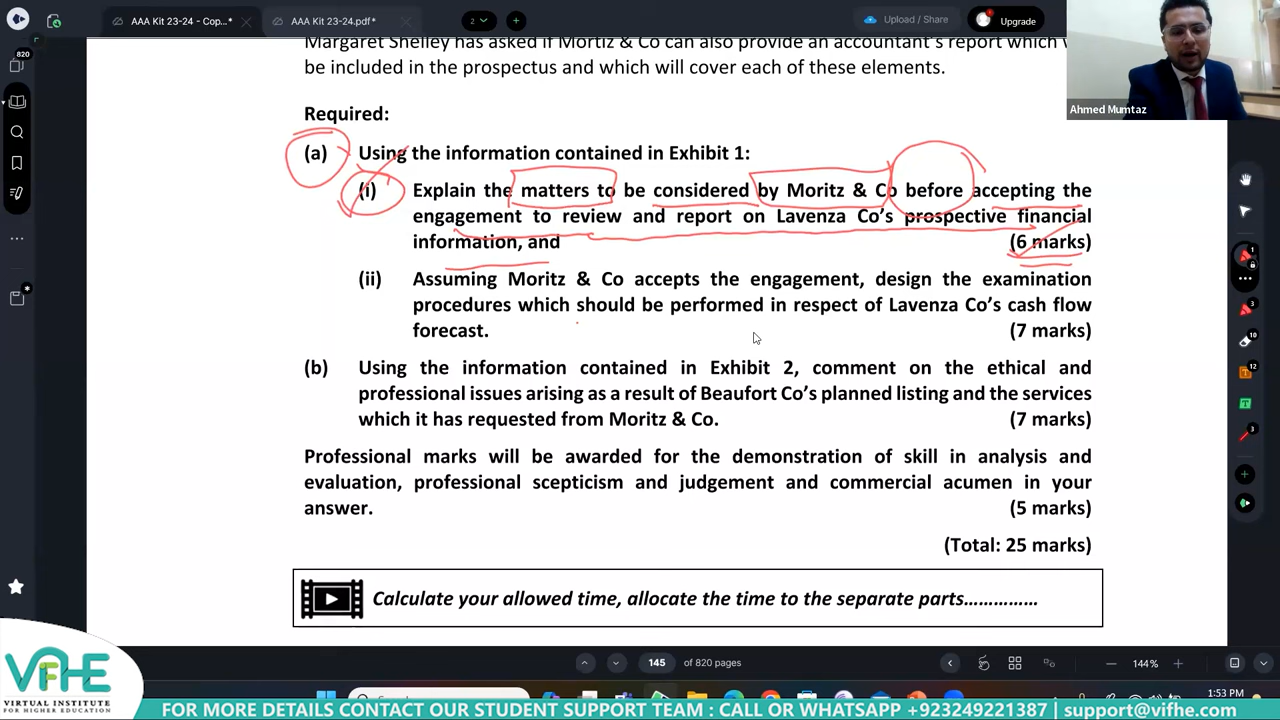 AAA Kit 23-24 - Cop...*
AAA Kit 23-24.pdf*
2
Upload / Share
Upgrade
820
Margaret Shelley has asked if Mortiz & Co can also provide an accountant's report which
be included in the prospectus and which will cover each of these elements.
Ahmed Mumtaz
Required:
(a) Using the information contained in Exhibit 1:
(i) Explain the matters to be considered by Moritz & Co before accepting the
engagement to review and report on Lavenza Co's prospective financial
information, and (6 marks)
(ii) Assuming Moritz & Co accepts the engagement, design the examination
procedures which should be performed in respect of Lavenza Co's cash flow
forecast. (7 marks)
(b) Using the information contained in Exhibit 2, comment on the ethical and
professional issues arising as a result of Beaufort Co's planned listing and the services
which it has requested from Moritz & Co. (7 marks)
Professional marks will be awarded for the demonstration of skill in analysis and
evaluation, professional scepticism and judgement and commercial acumen in your
answer. (5 marks)
(Total: 25 marks)
Calculate your allowed time, allocate the time to the separate parts...............
145 of 820 pages
144%
1:53 PM
VIFHE
VIRTUAL INSTITUTE
FOR HIGHER EDUCATION
FOR MORE DETAILS CONTACT OUR STUDENT SUPPORT TEAM : CALL OR WHATSAPP +923249221387 | support@vifhe.com